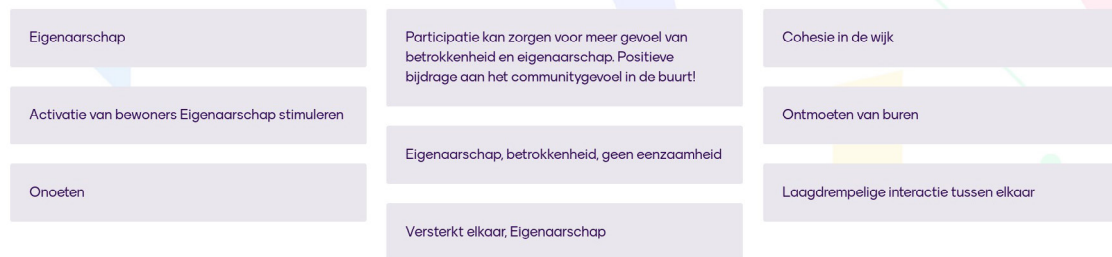 Eigenaarschap
Activatie van bewoners Eigenaarschap stimuleren
Onoeten
Participatie kan zorgen voor meer gevoel van
betrokkenheid en eigenaarschap. Positieve
bijdrage aan het communitygevoel in de buurt!
Eigenaarschap, betrokkenheid, geen eenzaamheid
Versterkt elkaar, Eigenaarschap
Cohesie in de wijk
Ontmoeten van buren
Laagdrempelige interactie tussen elkaar